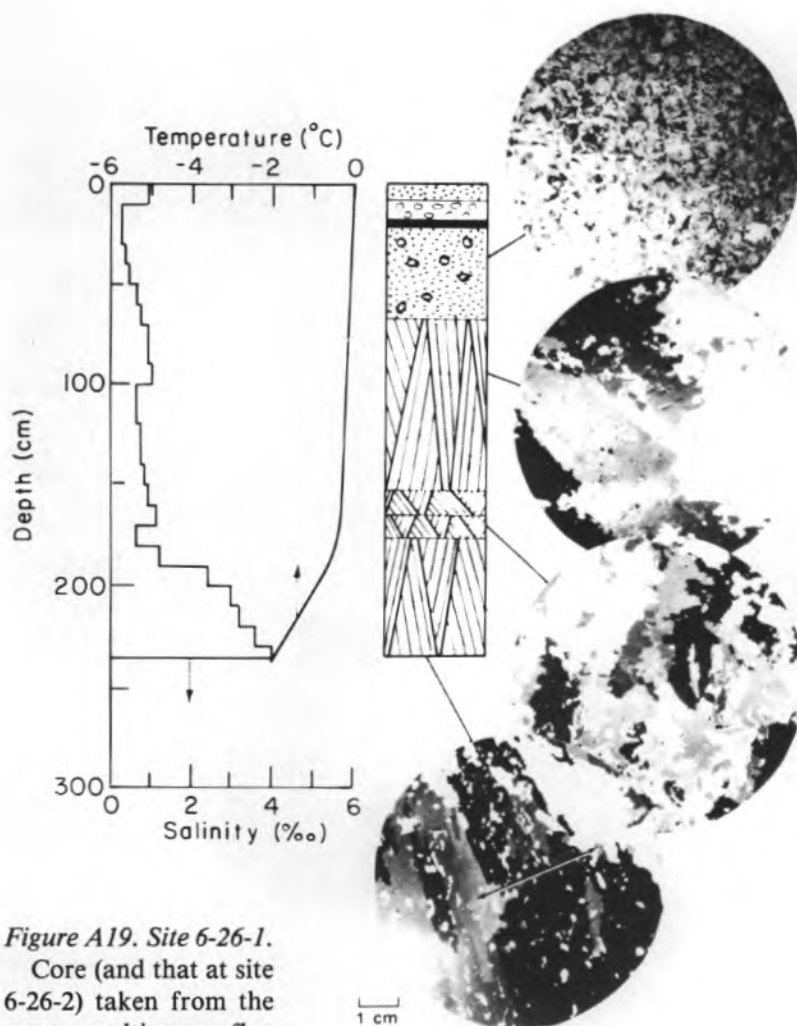 Temperature (°C)
-6 -4 -2 0
0
100
200
300
Depth (cm)
0 2 4 6
Salinity (‰)
Figure A19. Site 6-26-1.
Core (and that at site
6-26-2) taken from the
1 cm